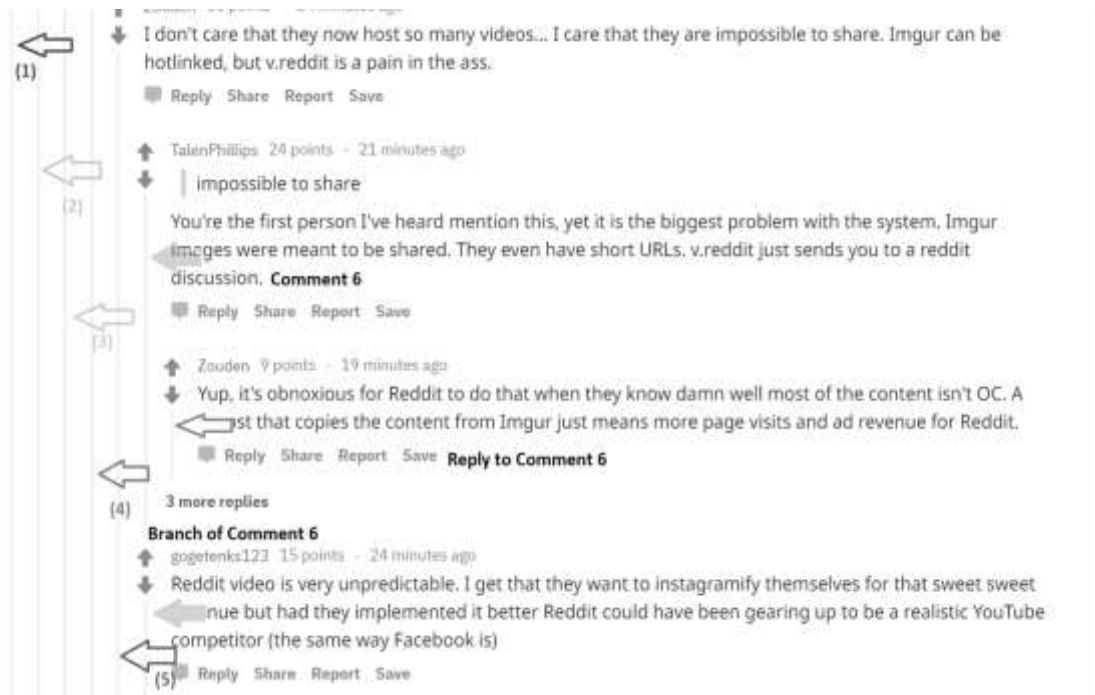 I don't care that they now host so many videos... I care that they are impossible to share. Imgur can be
(1)
hotlinked, but v.reddit is a pain in the ass.
Reply Share Report Save
TalenPhillips 24 points - 21 minutes ago
impossible to share
(2)
You're the first person I've heard mention this, yet it is the biggest problem with the system. Imgur
images were meant to be shared. They even have short URLs. v.reddit just sends you to a reddit
discussion. Comment 6
Reply Share Report Save
(3)
Zouden 9 points - 19 minutes ago
Yup, it's obnoxious for Reddit to do that when they know damn well most of the content isn't OC. A
st that copies the content from Imgur just means more page visits and ad revenue for Reddit.
Reply Share Report Save Reply to Comment 6
3 more replies
(4)
Branch of Comment 6
gogetenks123 15 points - 24 minutes ago
Reddit video is very unpredictable. I get that they want to instagramify themselves for that sweet sweet
nue but had they implemented it better Reddit could have been gearing up to be a realistic YouTube
competitor (the same way Facebook is)
(5) Reply Share Report Save